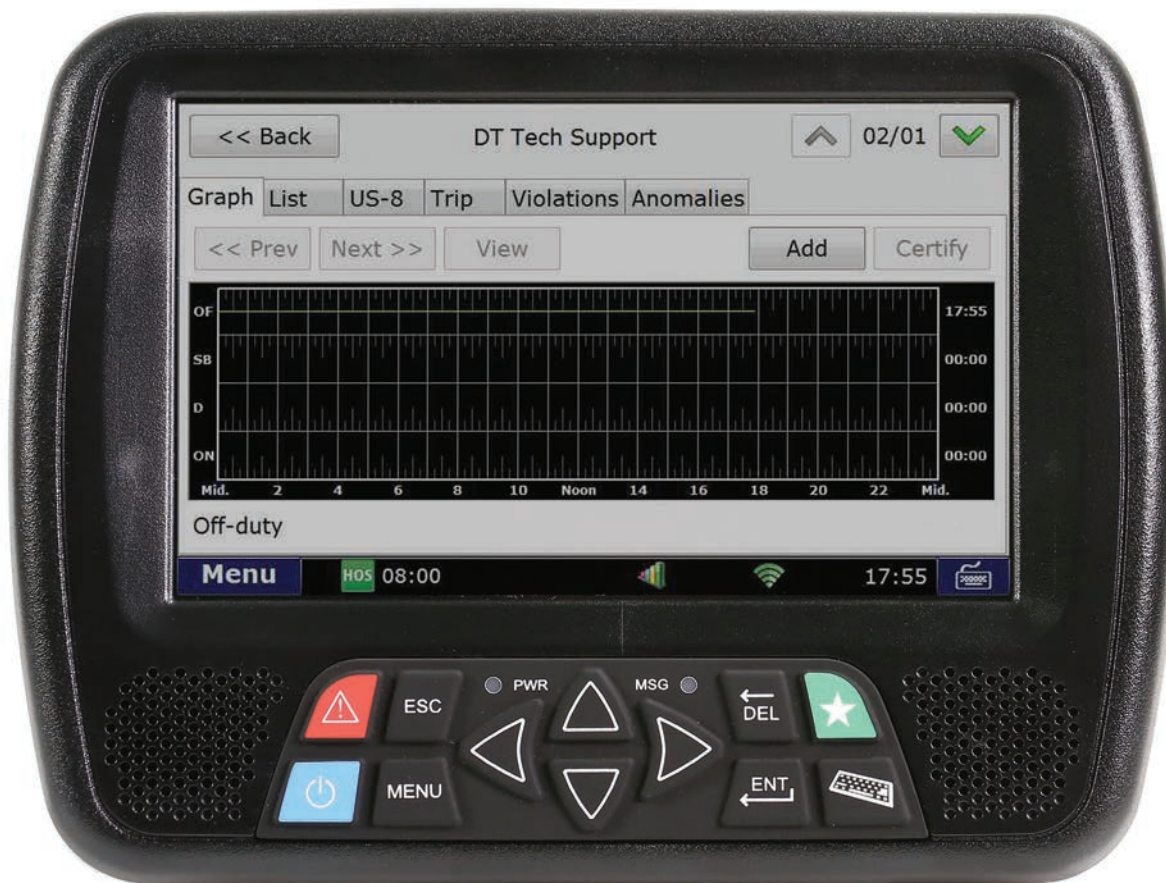 << Back DT Tech Support 02/01
Graph List US-8 Trip Violations Anomalies
<< Prev Next >> View Add Certify
OF 17:55
SB 00:00
D 00:00
ON 00:00
Mid. 2 4 6 8 10 Noon 14 16 18 20 22 Mid.
Off-duty
Menu HOS 08:00 17:55
ESC PWR MSG DEL
MENU ENT